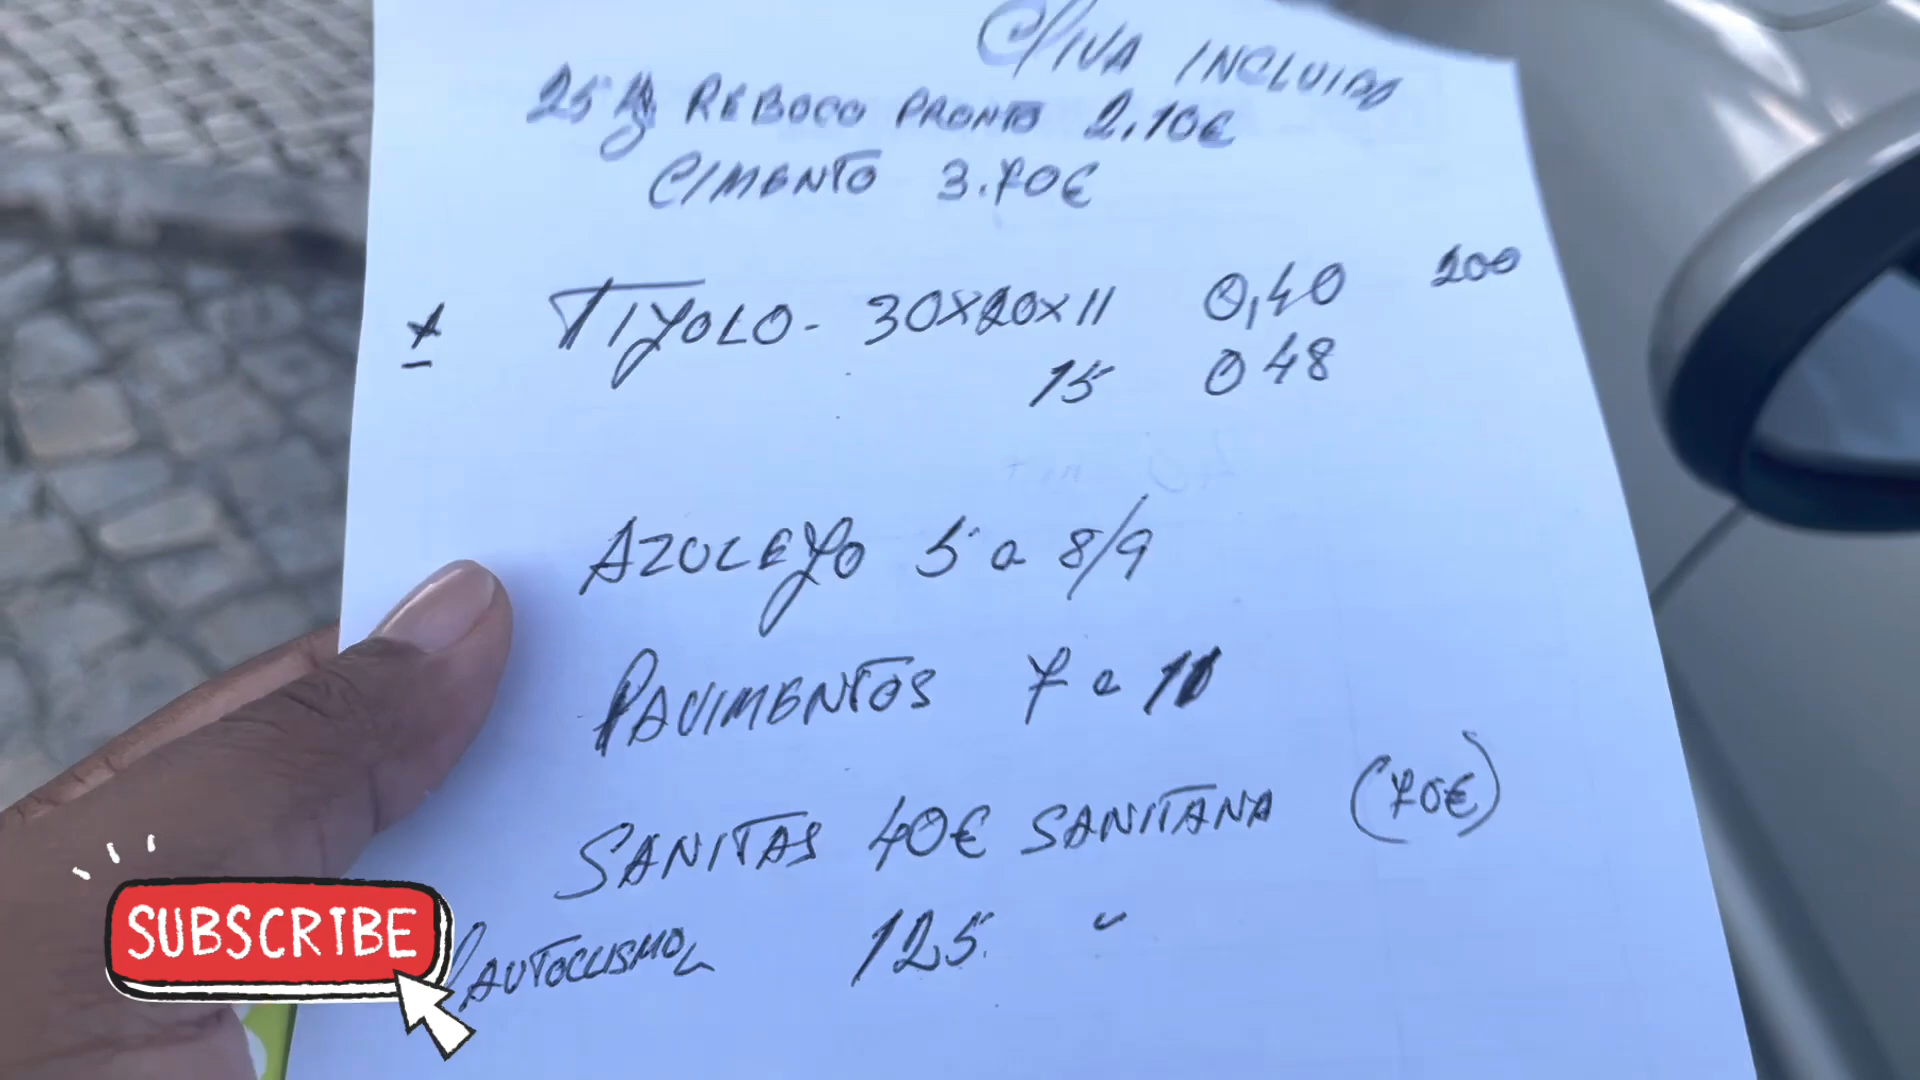 C/IVA INCLUIDO
25 Kg REBOCO PRONTO 2,10€
CIMENTO 3.70€
± TIJOLO - 30x20x11 0,40 200
15 0 48
AZULEJO 5 a 8/9
PAVIMENTOS 7 a 11
SANITAS 40€ SANITANA (70€)
AUTOCLISMO 125. "
SUBSCRIBE